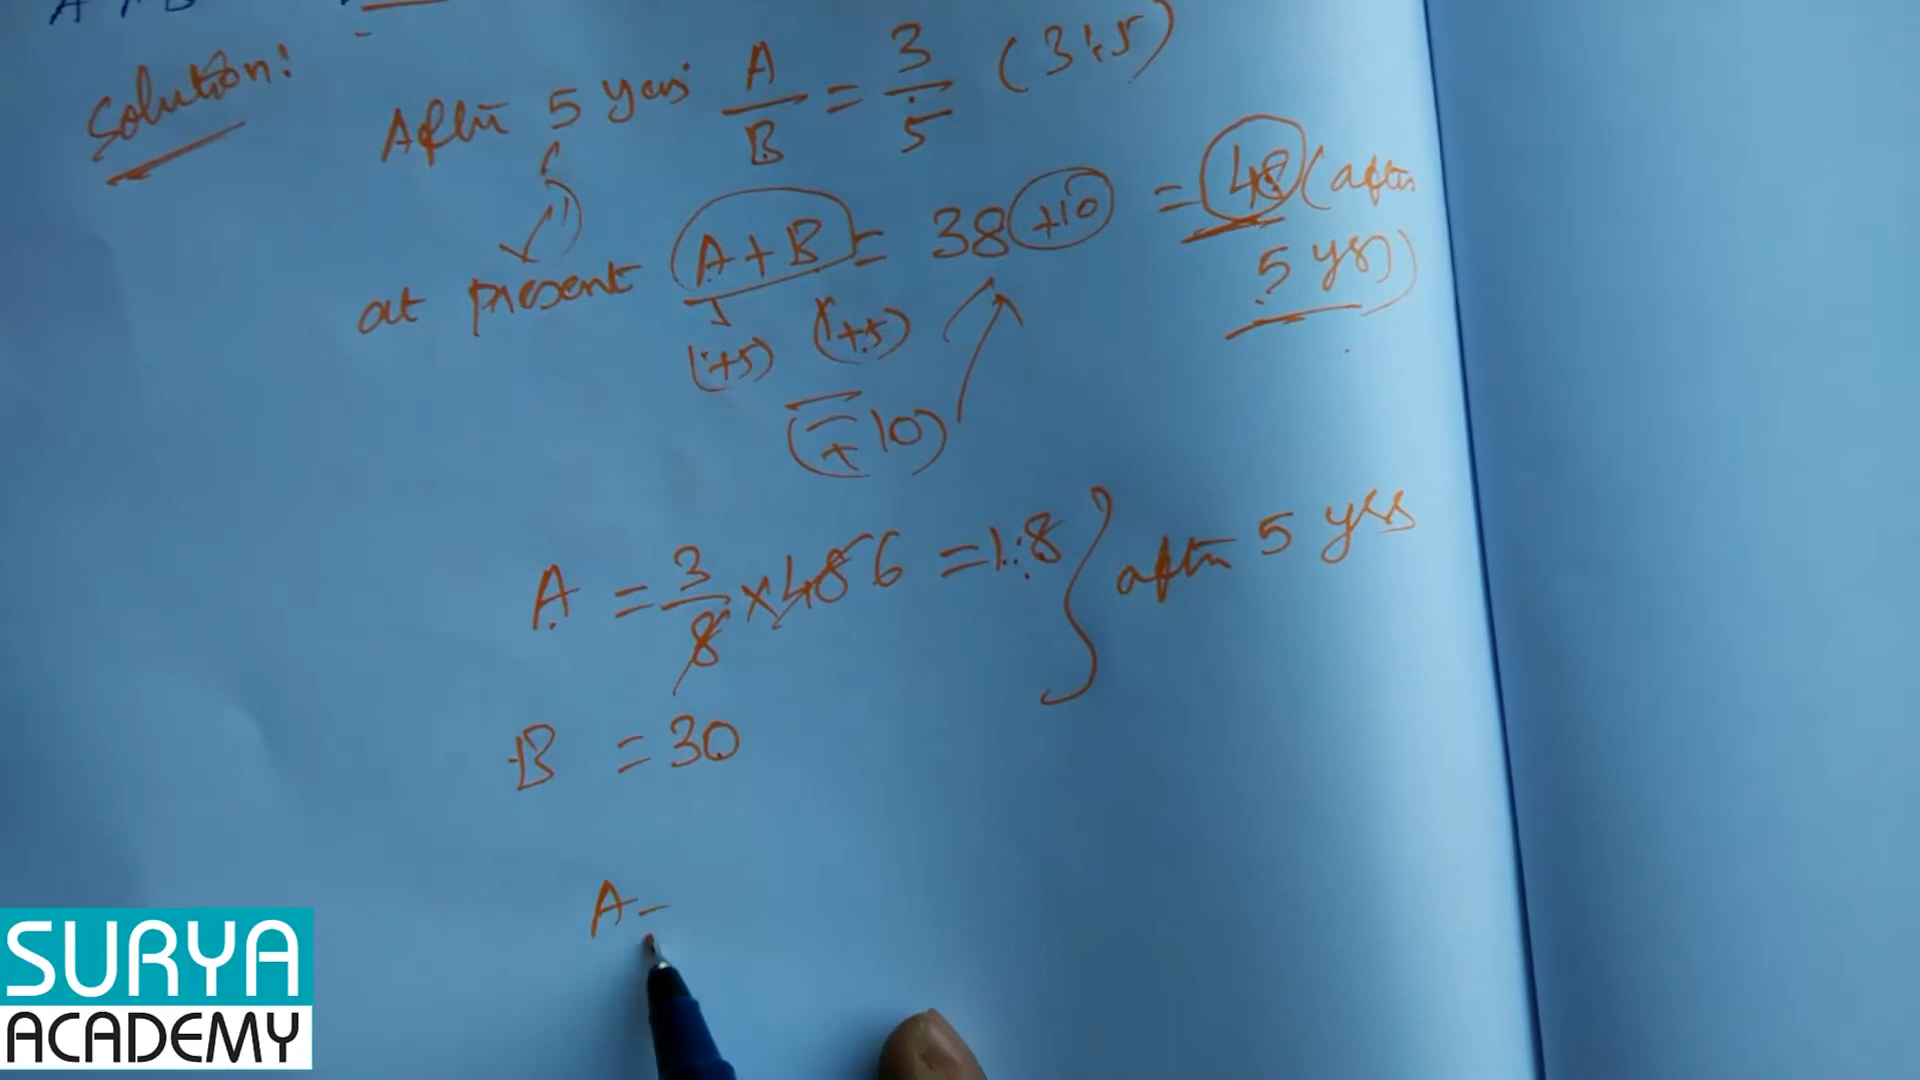 Solution:
After 5 years A/B = 3/5 (3:5)
at present A+B = 38 +10 = 48 (after
5 yrs)
(+5) (+5)
(+10)
A = 3/8 × 48 6 = 18 } after 5 yrs
B = 30
A =
SURYA
ACADEMY